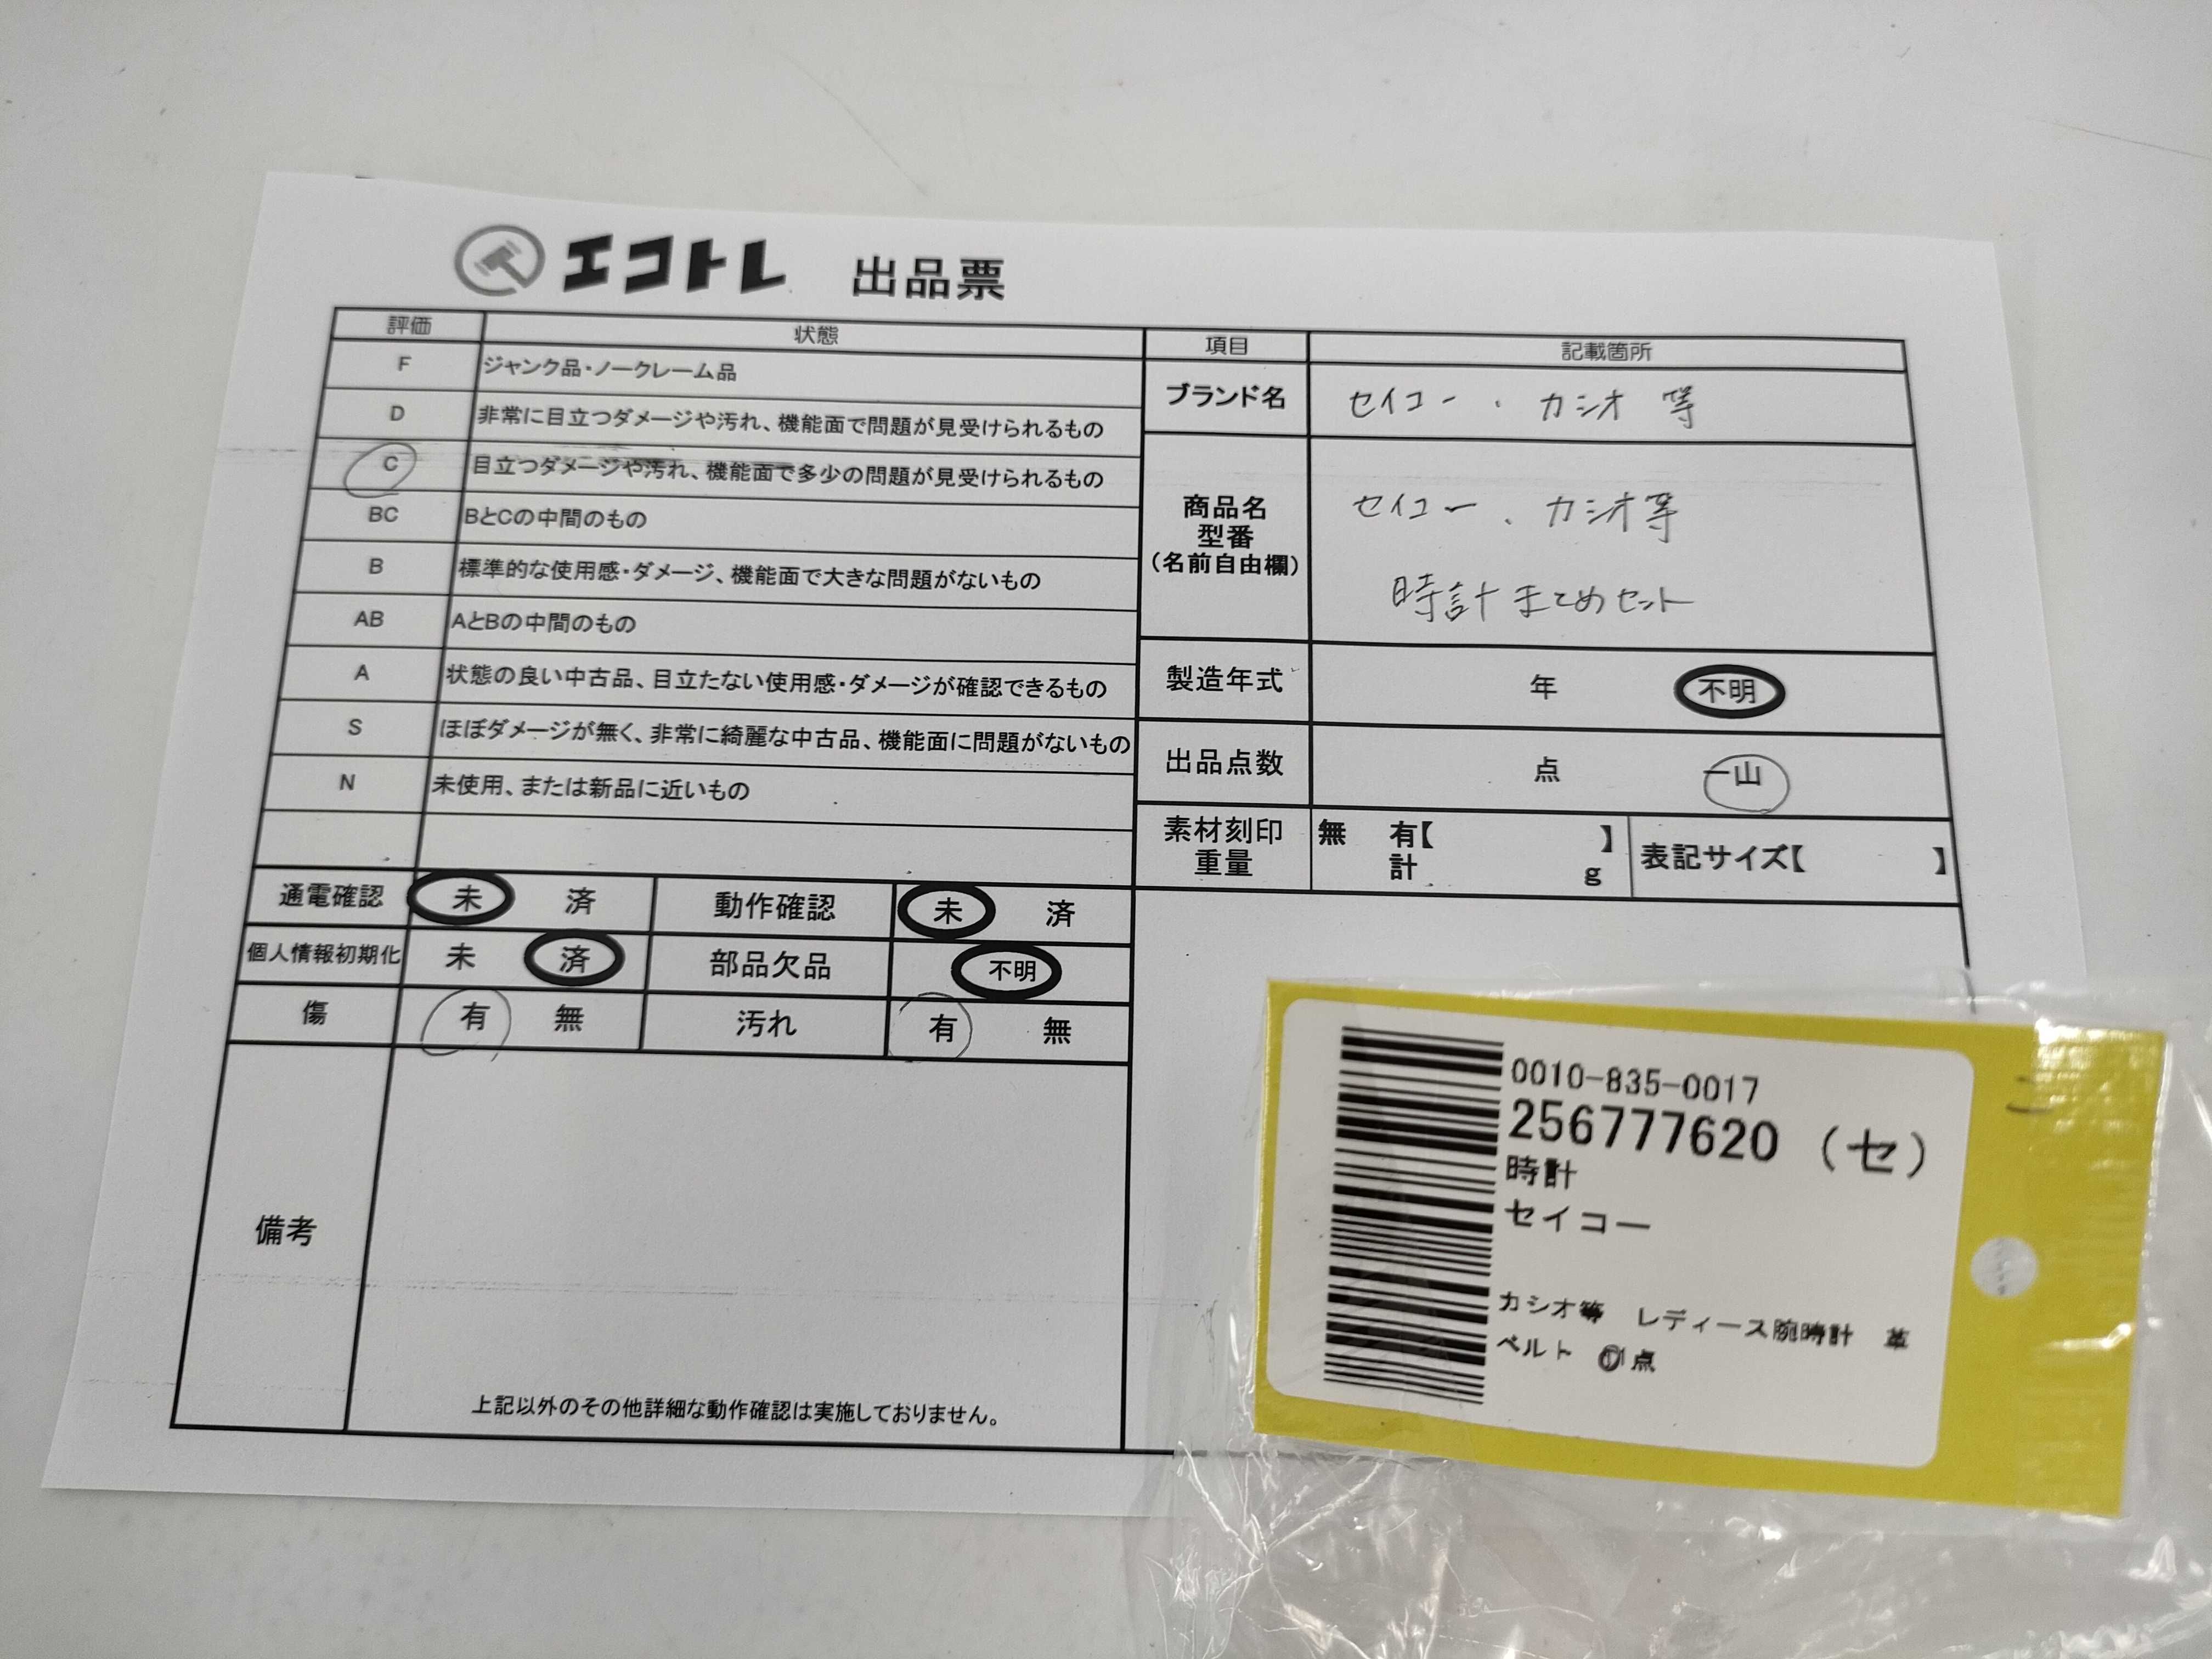 エコトレ 出品票
評価 状態 項目 記載箇所
F ジャンク品・ノークレーム品
D 非常に目立つダメージや汚れ、機能面で問題が見受けられるもの
C 目立つダメージや汚れ、機能面で多少の問題が見受けられるもの
BC BとCの中間のもの
B 標準的な使用感・ダメージ、機能面で大きな問題がないもの
AB AとBの中間のもの
A 状態の良い中古品、目立たない使用感・ダメージが確認できるもの
S ほぼダメージが無く、非常に綺麗な中古品、機能面に問題がないもの
N 未使用、または新品に近いもの
ブランド名 セイコー、カシオ 等
商品名
型番
(名前自由欄)
セイコー、カシオ等
時計まとめセット
製造年式 年 不明
出品点数 点 一山
素材刻印 無 有【 】
重量 計 g
表記サイズ【 】
通電確認 未 済 動作確認 未 済
個人情報初期化 未 済 部品欠品 不明
傷 有 無 汚れ 有 無
備考
上記以外のその他詳細な動作確認は実施しておりません。
0010-835-0017
256777620 (セ)
時計
セイコー
カシオ等 レディース腕時計 革
ベルト 点